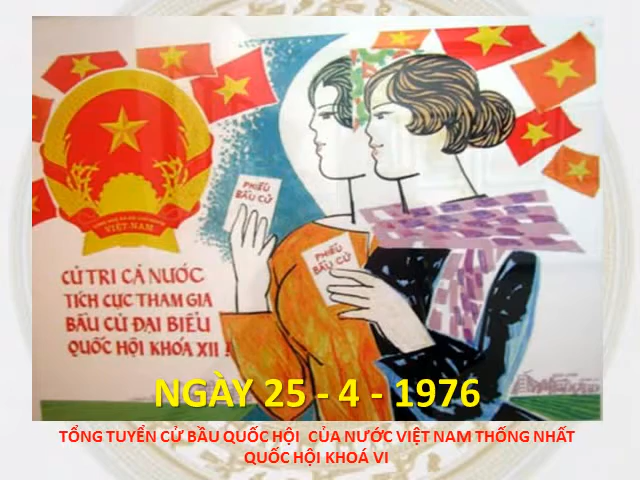 PHIẾU
BẦU CỬ
PHIẾU
BẦU CỬ
VIỆT-NAM
CỬ TRI CẢ NƯỚC
TÍCH CỰC THAM GIA
BẦU CỬ ĐẠI BIỂU
QUỐC HỘI KHÓA XII !
NGÀY 25 - 4 - 1976
TỔNG TUYỂN CỬ BẦU QUỐC HỘI CỦA NƯỚC VIỆT NAM THỐNG NHẤT
QUỐC HỘI KHOÁ VI